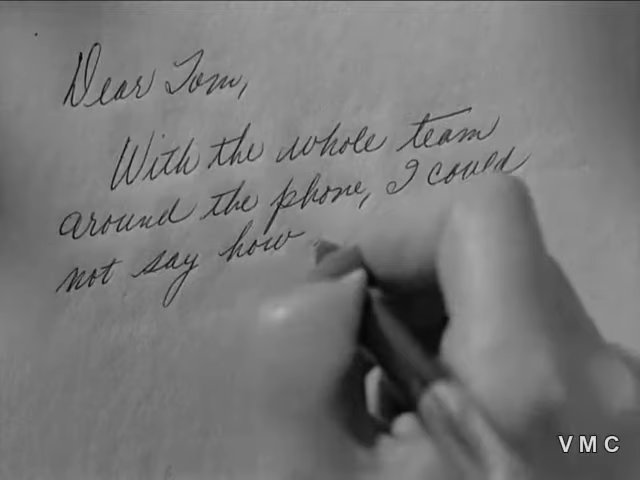 Dear Tom,
With the whole team
around the phone, I could
not say how
VMC